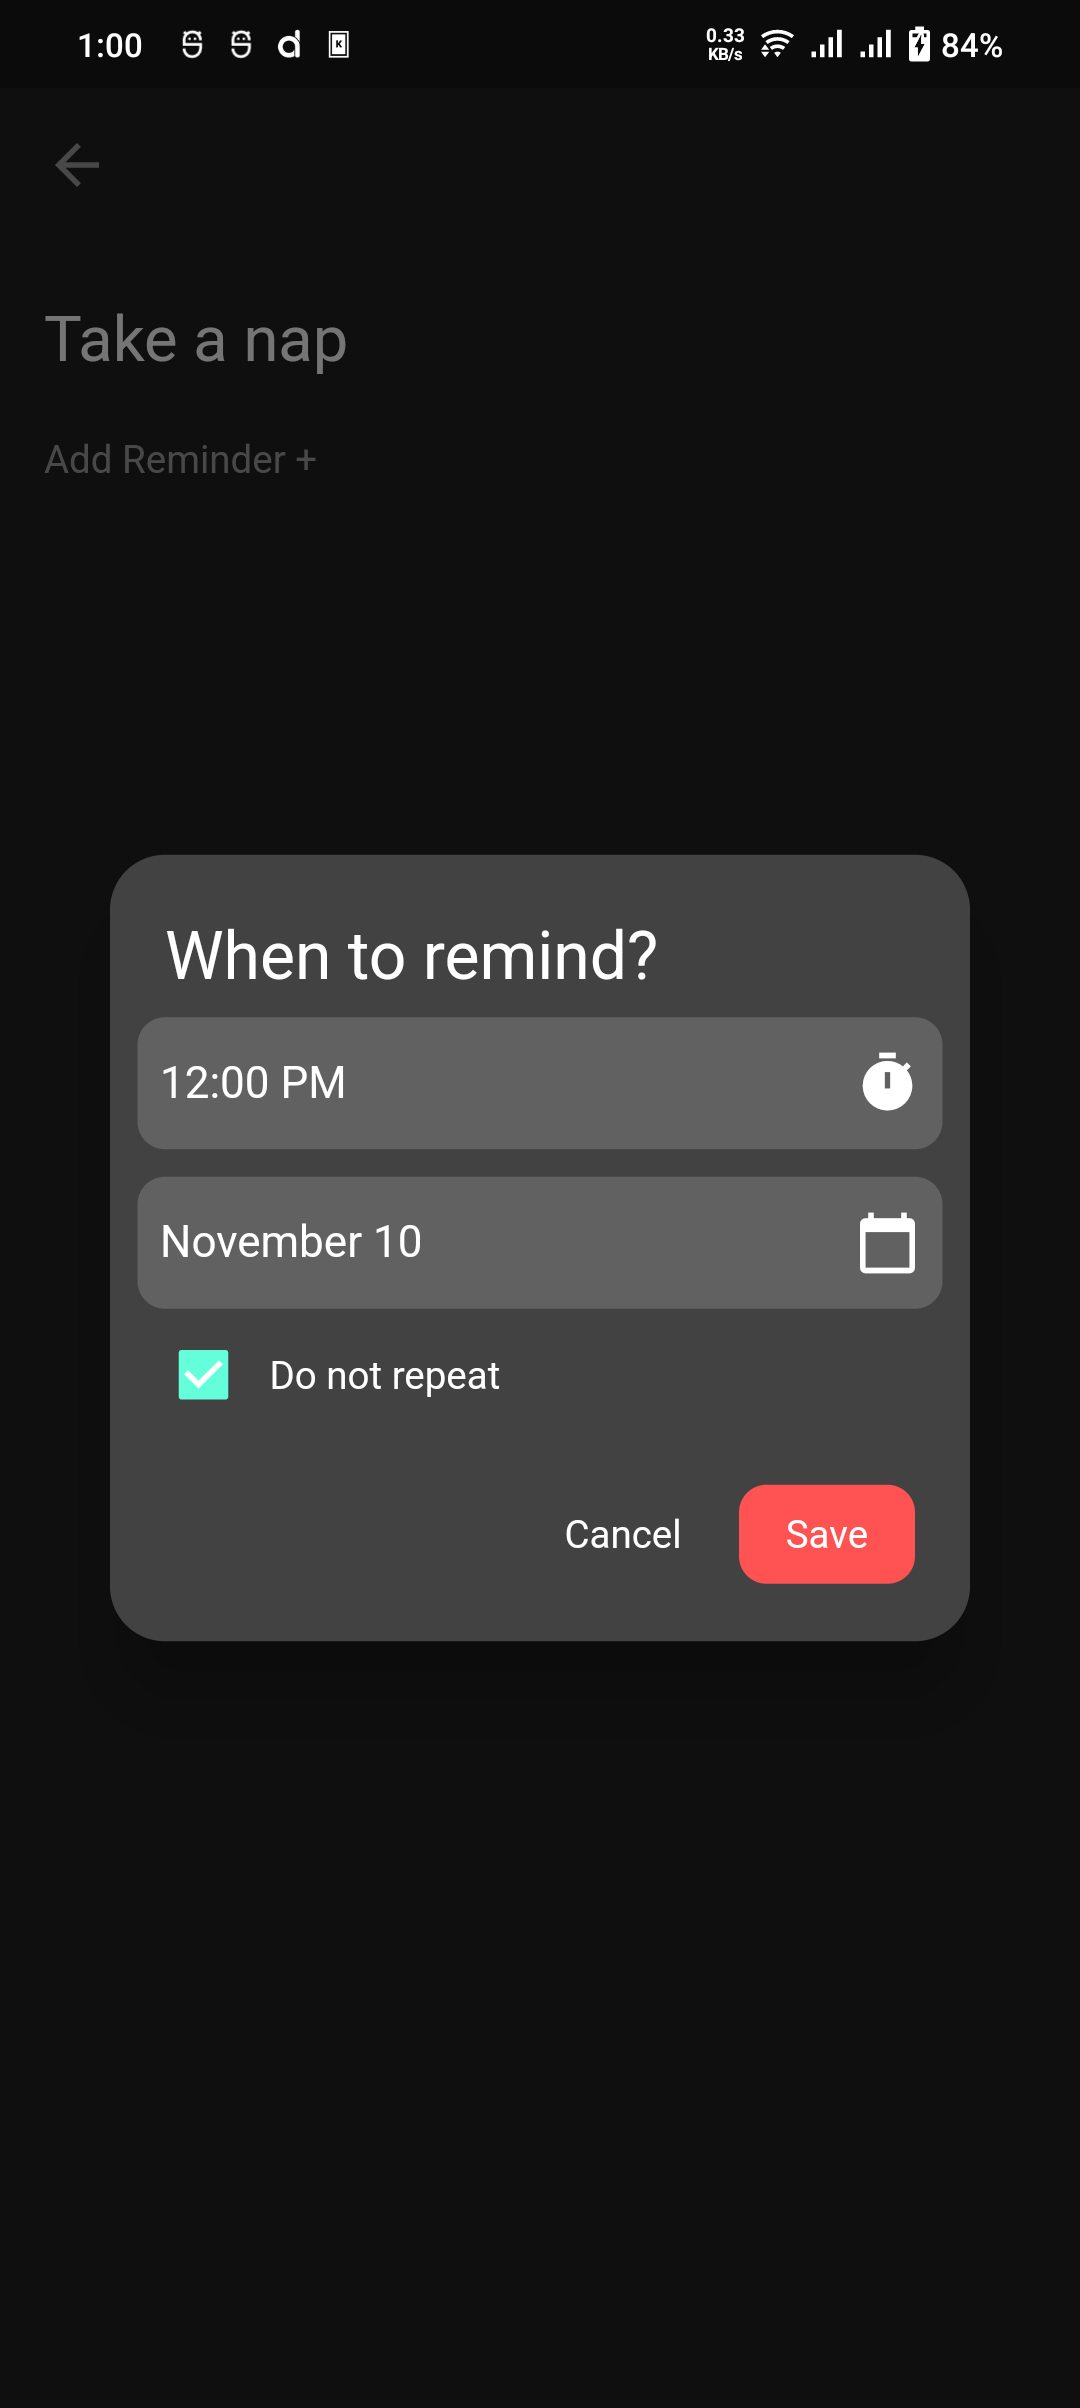 1:00
0.33
KB/s
84%
Take a nap
Add Reminder +
When to remind?
12:00 PM
November 10
Do not repeat
Cancel
Save